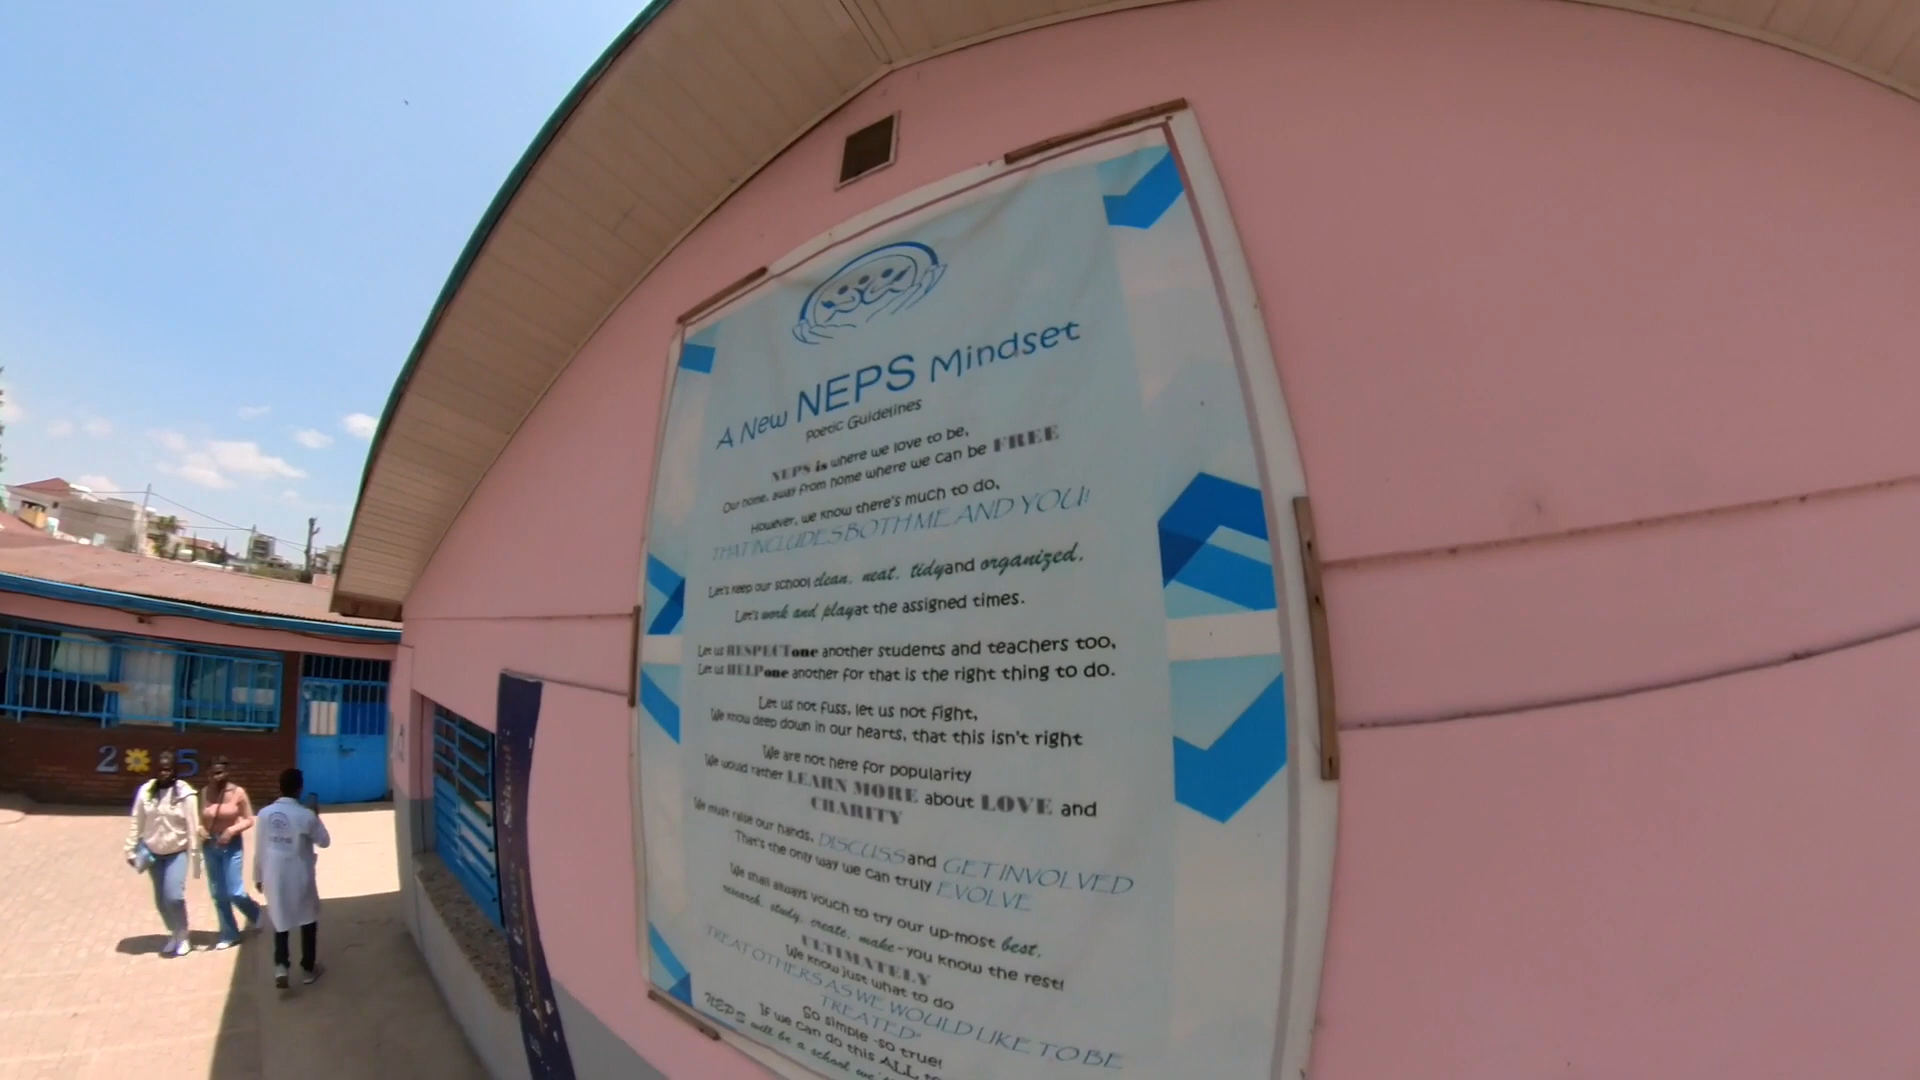 A New NEPS Mindset
Poetic Guidelines
NEPS is where we love to be,
Our home, away from home where we can be FREE
However, we know there's much to do,
THAT INCLUDES BOTH ME AND YOU!
Let's keep our school clean, neat, tidy and organized,
Let's work and play at the assigned times.
Let us RESPECT one another students and teachers too,
Let us HELP one another for that is the right thing to do.
Let us not fuss, let us not fight,
We know deep down in our hearts, that this isn't right
We are not here for popularity
We would rather LEARN MORE about LOVE and
CHARITY
We must raise our hands, DISCUSS and GET INVOLVED
That's the only way we can truly EVOLVE
We shall always vouch to try our up-most best,
research, study, create, make - you know the rest!
ULTIMATELY
We know just what to do
TREAT OTHERS AS WE WOULD LIKE TO BE
TREATED"
So simple -so true!
If we can do this ALL
NEPS will be a school
2 5